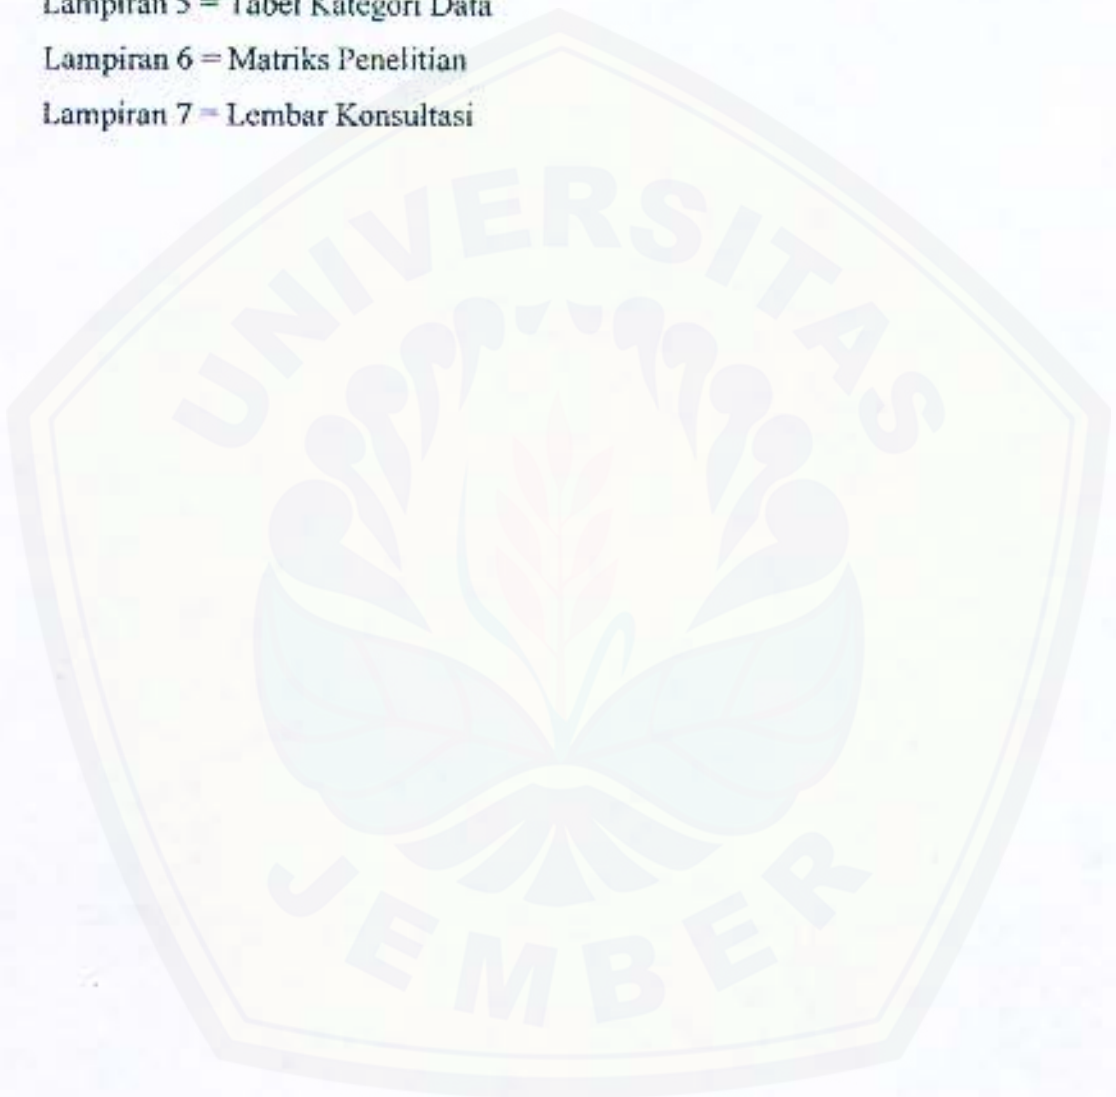 Lampiran 5 = Tabel Kategori Data
Lampiran 6 = Matriks Penelitian
Lampiran 7 = Lembar Konsultasi
UNIVERSITAS
JEMBER